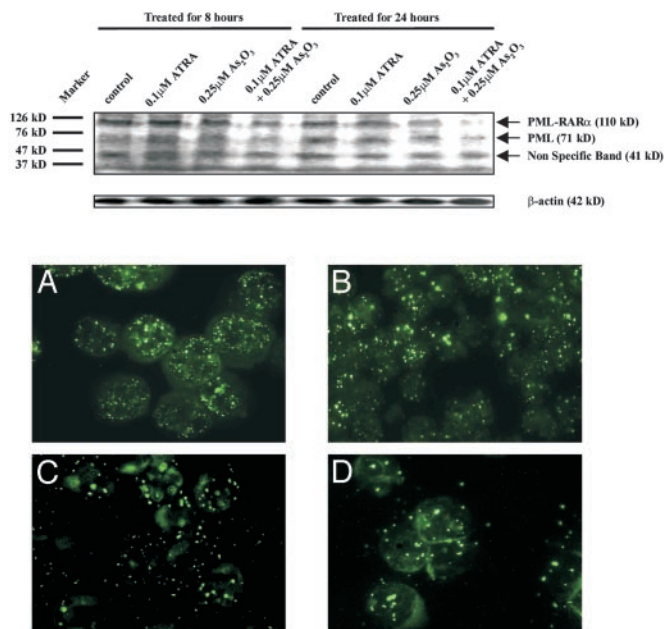 Treated for 8 hours
Treated for 24 hours
Marker
control
0.1μM ATRA
0.25μM As₂O₃
0.1μM ATRA
+ 0.25μM As₂O₃
control
0.1μM ATRA
0.25μM As₂O₃
0.1μM ATRA
+ 0.25μM As₂O₃
126 kD
76 kD
47 kD
37 kD
PML-RARα (110 kD)
PML (71 kD)
Non Specific Band (41 kD)
β-actin (42 kD)
A
B
C
D